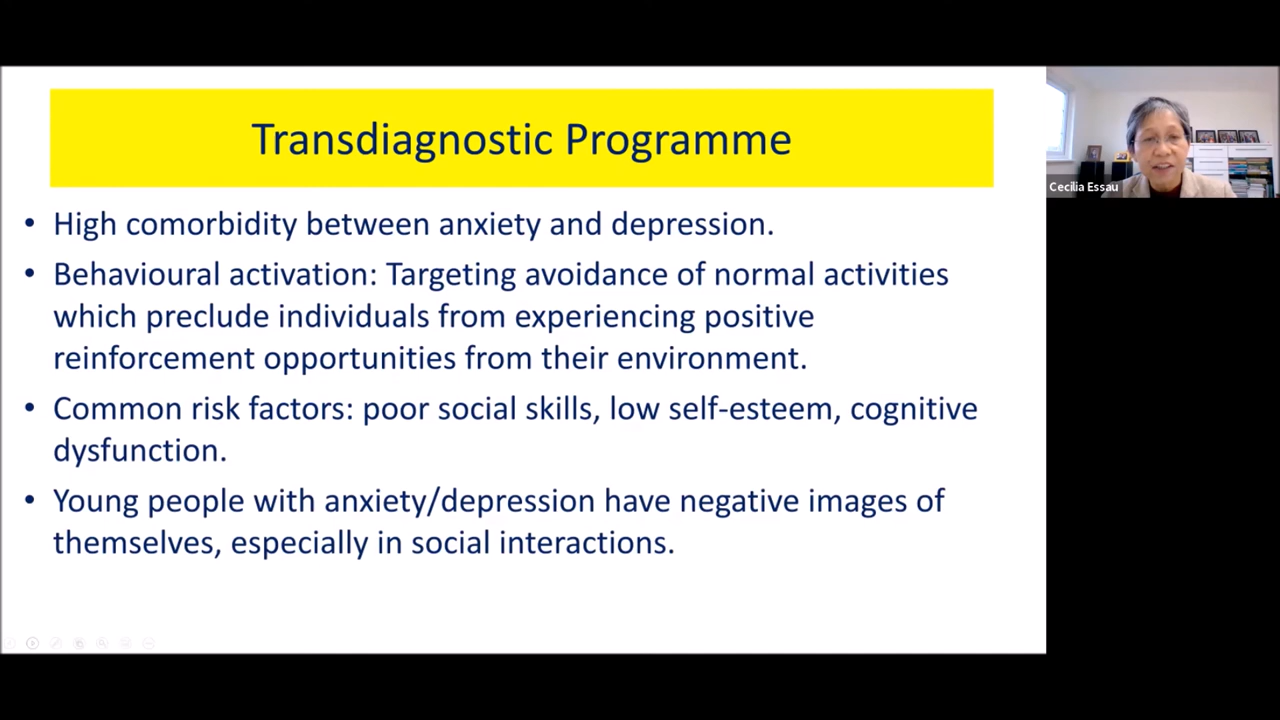 Transdiagnostic Programme
• High comorbidity between anxiety and depression.
• Behavioural activation: Targeting avoidance of normal activities
which preclude individuals from experiencing positive
reinforcement opportunities from their environment.
• Common risk factors: poor social skills, low self-esteem, cognitive
dysfunction.
• Young people with anxiety/depression have negative images of
themselves, especially in social interactions.
Cecilia Essau